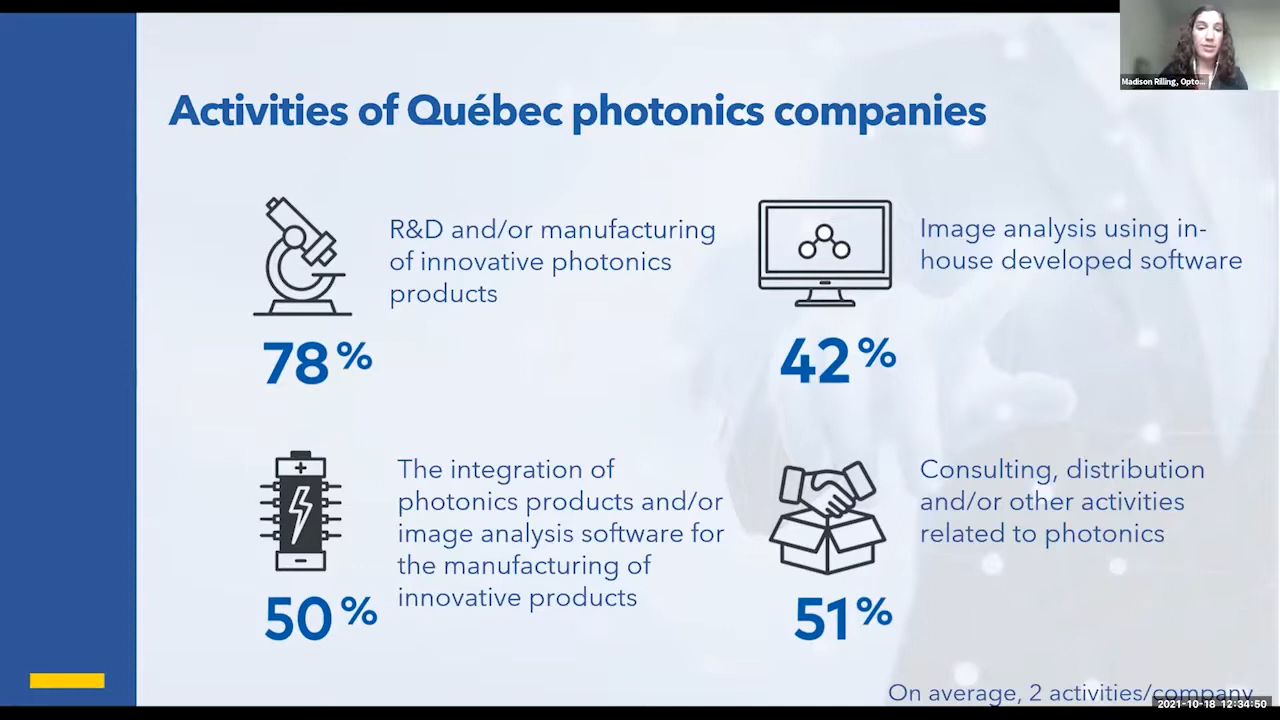 Madison Rilling, Opto...
Activities of Québec photonics companies
R&D and/or manufacturing
of innovative photonics
products
78%
Image analysis using in-
house developed software
42%
The integration of
photonics products and/or
image analysis software for
the manufacturing of
innovative products
50%
Consulting, distribution
and/or other activities
related to photonics
51%
On average, 2 activities/company
2021-10-18 12:34:50